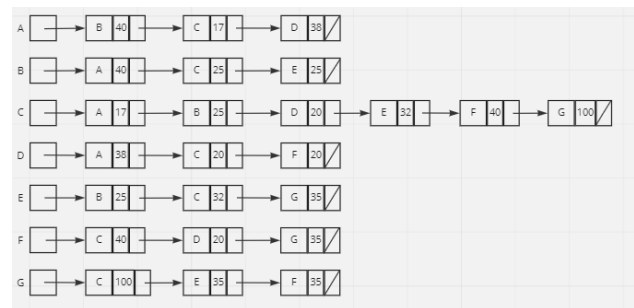 A B 40 C 17 D 38
B A 40 C 25 E 25
C A 17 B 25 D 20 E 32 F 40 G 100
D A 38 C 20 F 20
E B 25 C 32 G 35
F C 40 D 20 G 35
G C 100 E 35 F 35